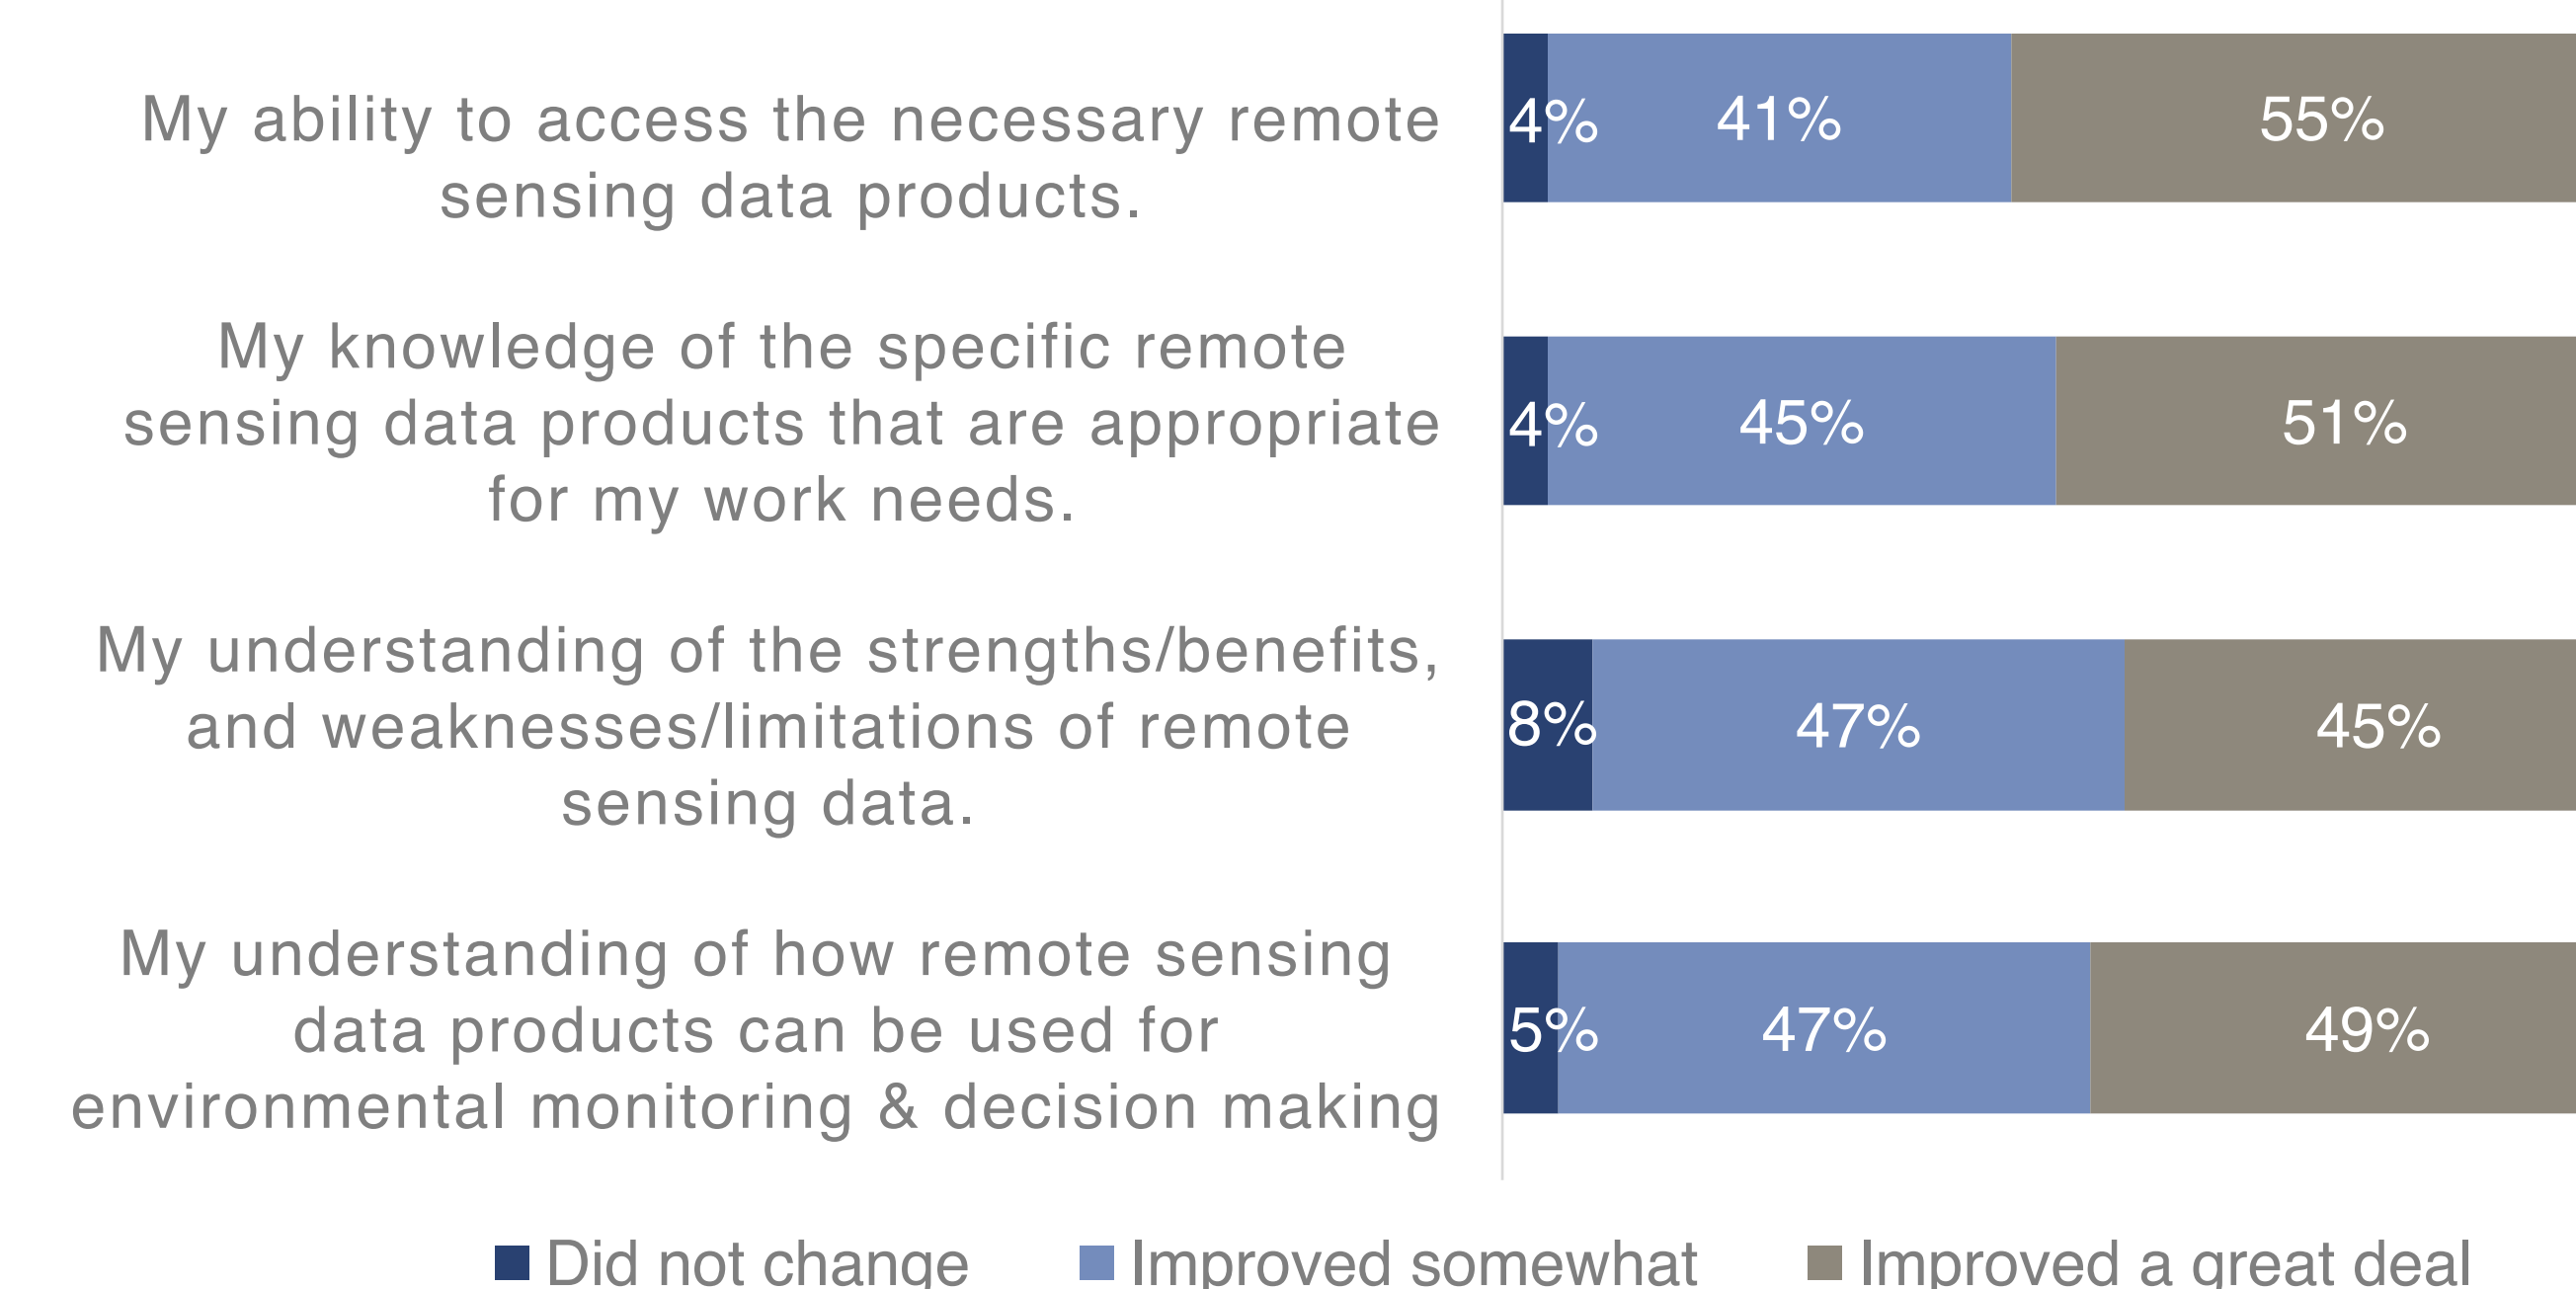 My ability to access the necessary remote
sensing data products.
4% 41% 55%
My knowledge of the specific remote
sensing data products that are appropriate
for my work needs.
4% 45% 51%
My understanding of the strengths/benefits,
and weaknesses/limitations of remote
sensing data.
8% 47% 45%
My understanding of how remote sensing
data products can be used for
environmental monitoring & decision making
5% 47% 49%
Did not change Improved somewhat Improved a great deal